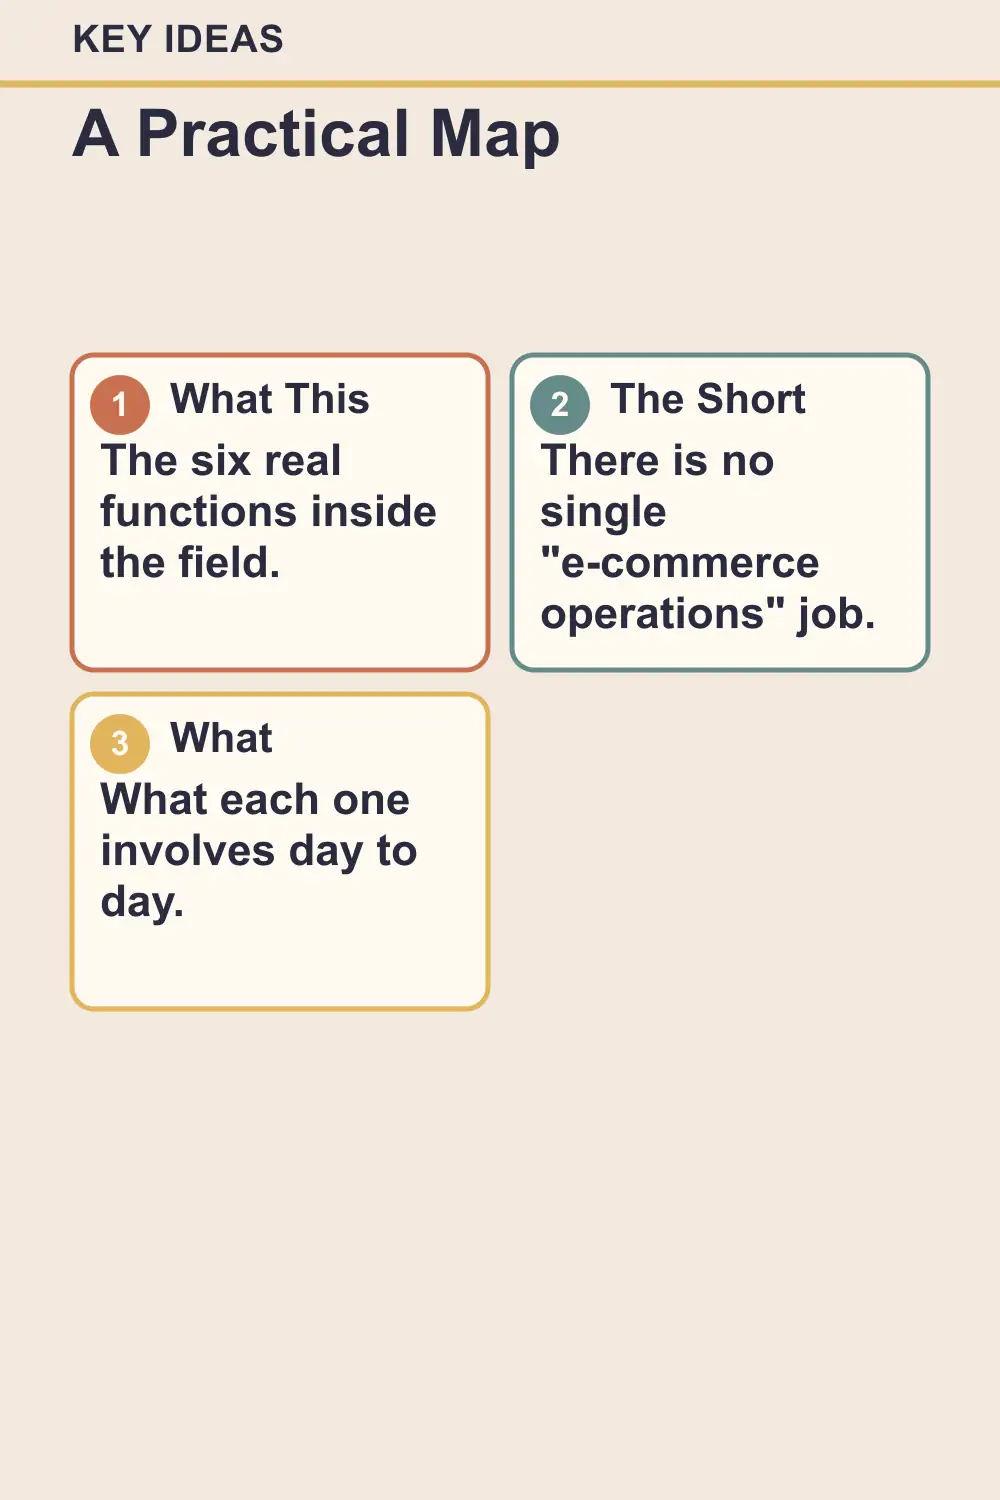 KEY IDEAS
A Practical Map
1 What This
The six real
functions inside
the field.
2 The Short
There is no
single
"e-commerce
operations" job.
3 What
What each one
involves day to
day.